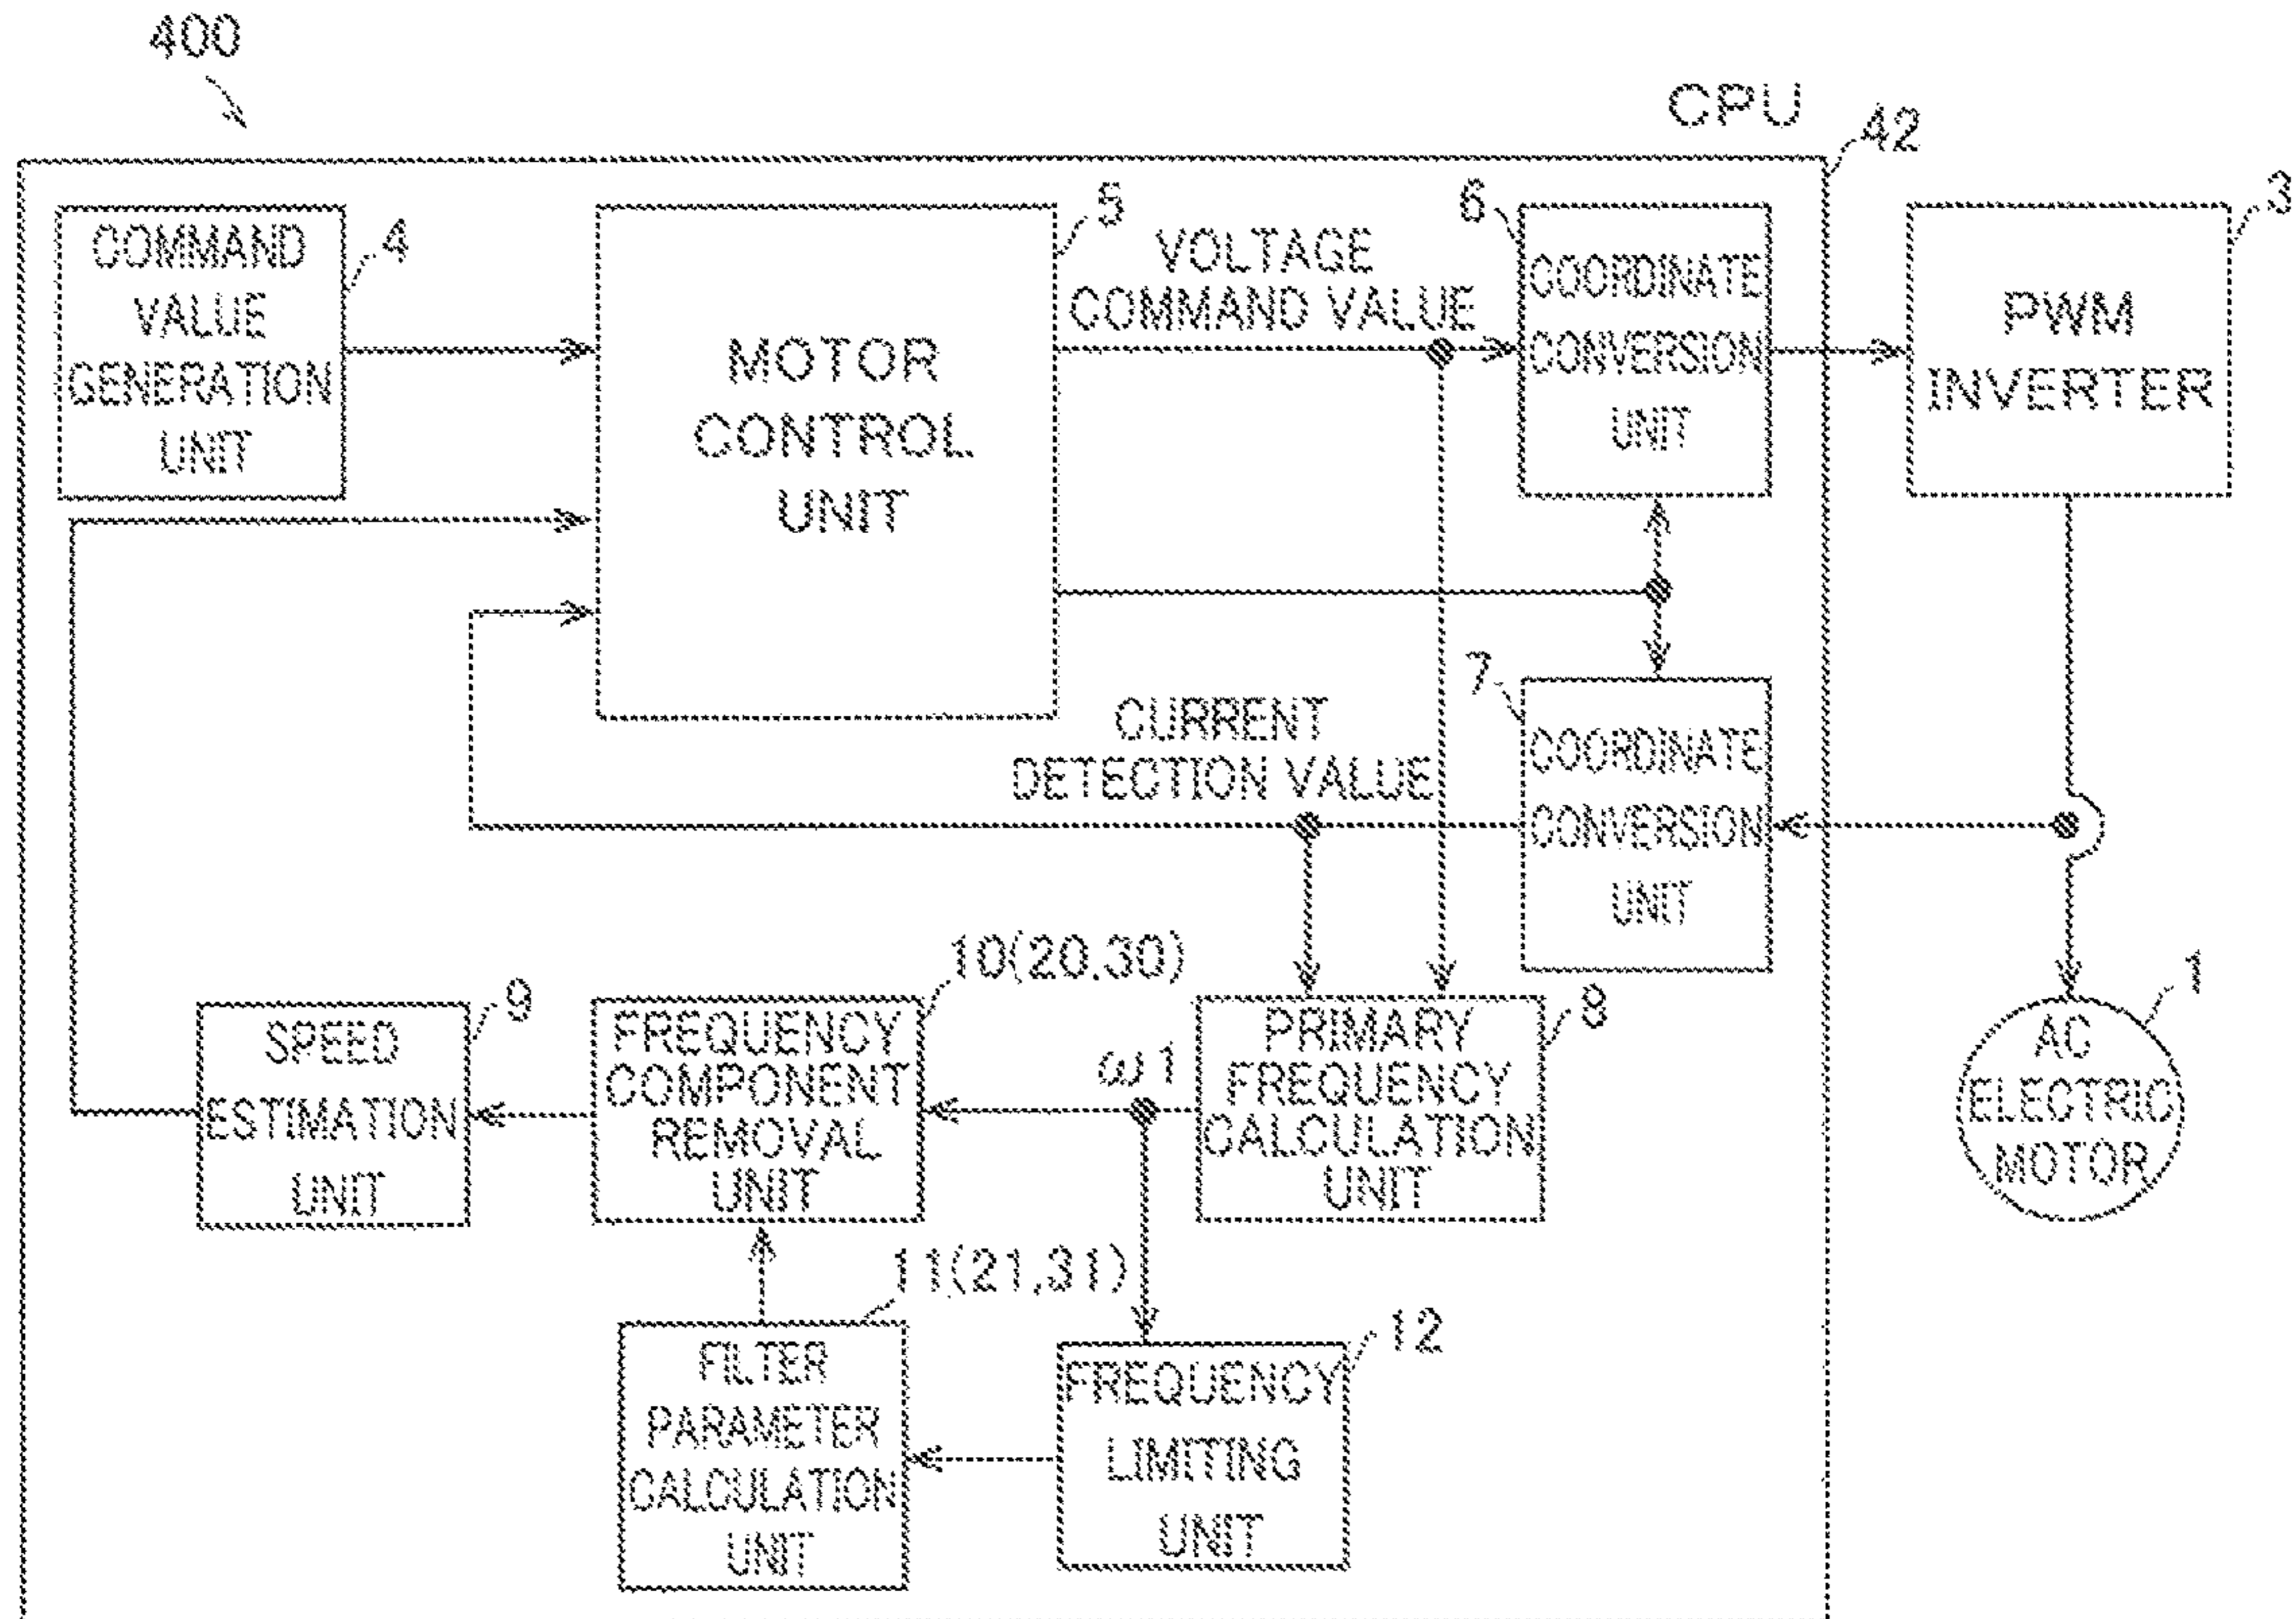 400
CPU
42
COMMAND
VALUE
GENERATION
UNIT
4
MOTOR
CONTROL
UNIT
5
VOLTAGE
COMMAND VALUE
6
COORDINATE
CONVERSION
UNIT
PWM
INVERTER
3
CURRENT
DETECTION VALUE
7
COORDINATE
CONVERSION
UNIT
SPEED
ESTIMATION
UNIT
9
FREQUENCY
COMPONENT
REMOVAL
UNIT
10(20,30)
ω1
PRIMARY
FREQUENCY
CALCULATION
UNIT
8
AC
ELECTRIC
MOTOR
1
FILTER
PARAMETER
CALCULATION
UNIT
11(21,31)
FREQUENCY
LIMITING
UNIT
12